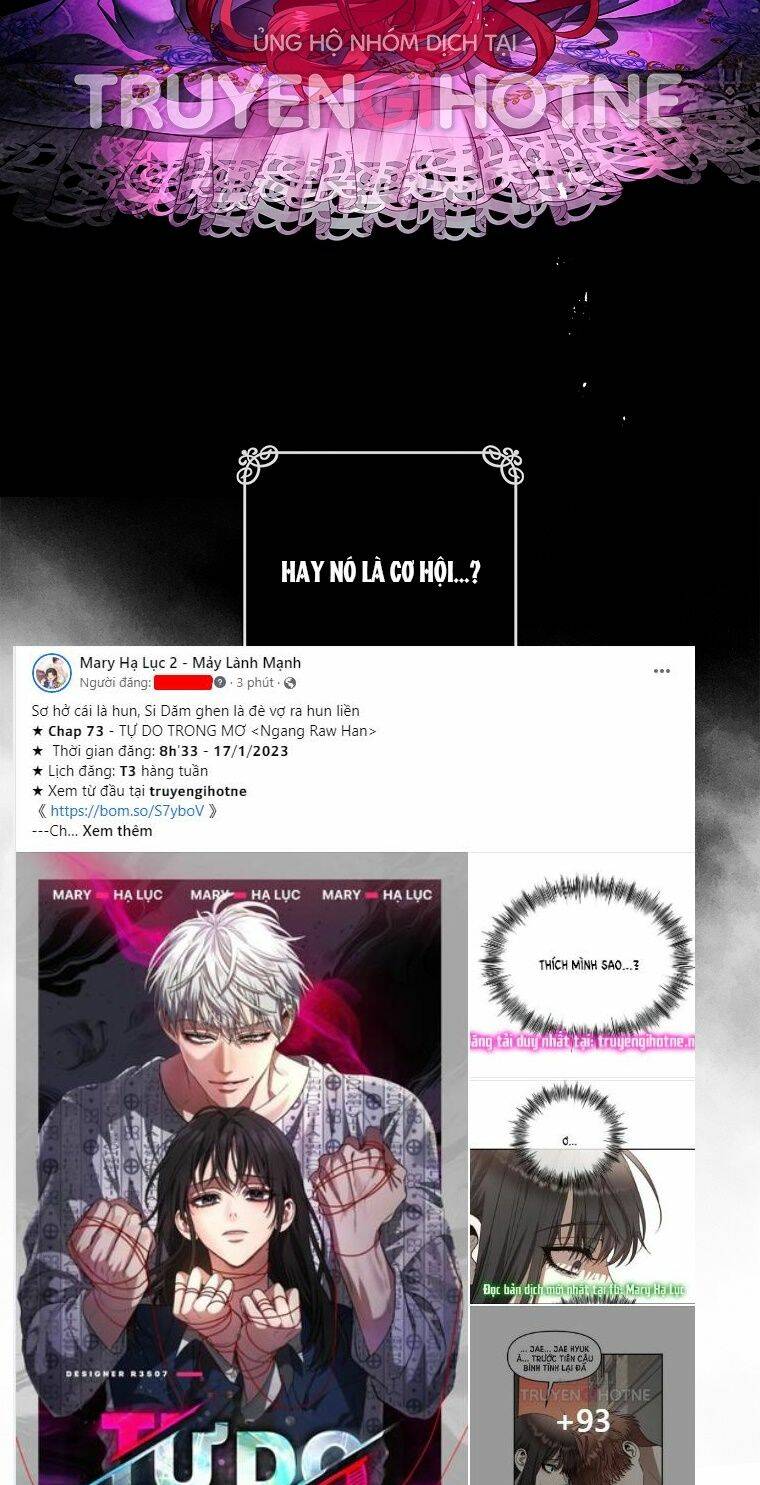 ỦNG HỘ NHÓM DỊCH TẠI
TRUYENGIHOTNE
HAY NÓ LÀ CƠ HỘI...?
Mary Hạ Lục 2 - Mảy Lành Mạnh
Người đăng: · 3 phút ·
Sơ hở cái là hun, Si Dăm ghen là đè vợ ra hun liền
★ Chap 73 - TỰ DO TRONG MƠ <Ngang Raw Han>
★ Thời gian đăng: 8h'33 - 17/1/2023
★ Lịch đăng: T3 hàng tuần
★ Xem từ đầu tại truyengihotne
《 https://bom.so/S7yboV 》
---Ch... Xem thêm
MARY HẠ LỤC MARY HẠ LỤC MARY HẠ LỤC
DESIGNER R3S07
TỰ DO
THÍCH MÌNH SAO...?
đăng tải duy nhất tại: truyengihotne.n
Ơ...
Đọc bản dịch mới nhất tại fb: Mary Hạ Lục
... JAE... JAE HYUK
À... TRƯỚC TIÊN CẬU
BÌNH TĨNH LẠI ĐÃ
TRUYENGIHOTNE
+93